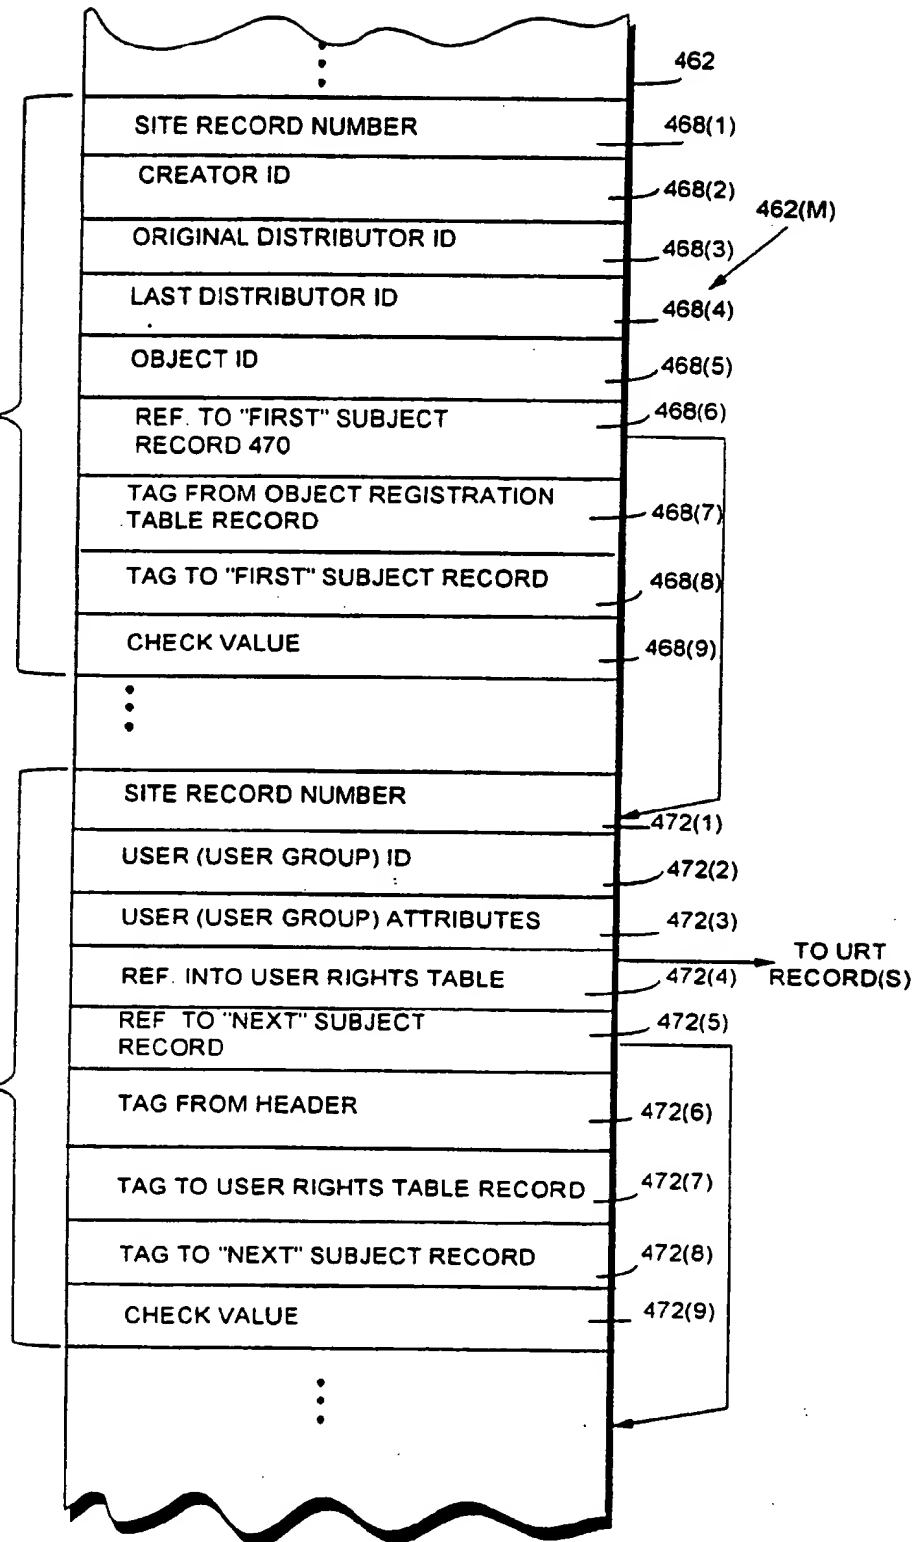 462
SITE RECORD NUMBER 468(1)
CREATOR ID 468(2)
462(M)
ORIGINAL DISTRIBUTOR ID 468(3)
LAST DISTRIBUTOR ID 468(4)
OBJECT ID 468(5)
REF. TO "FIRST" SUBJECT 468(6)
RECORD 470
TAG FROM OBJECT REGISTRATION
TABLE RECORD 468(7)
TAG TO "FIRST" SUBJECT RECORD 468(8)
CHECK VALUE 468(9)
SITE RECORD NUMBER 472(1)
USER (USER GROUP) ID 472(2)
USER (USER GROUP) ATTRIBUTES 472(3)
REF. INTO USER RIGHTS TABLE 472(4)
TO URT
RECORD(S)
REF TO "NEXT" SUBJECT 472(5)
RECORD
TAG FROM HEADER 472(6)
TAG TO USER RIGHTS TABLE RECORD 472(7)
TAG TO "NEXT" SUBJECT RECORD 472(8)
CHECK VALUE 472(9)